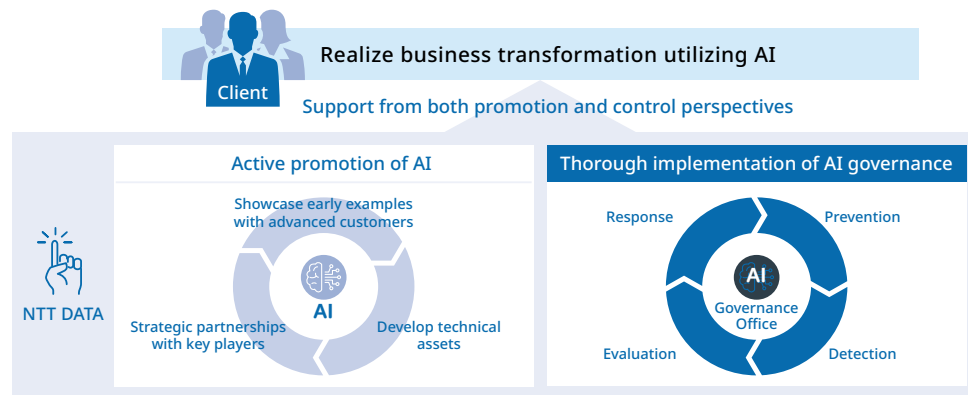 Realize business transformation utilizing AI
Client
Support from both promotion and control perspectives
Active promotion of AI
Showcase early examples
with advanced customers
AI
Strategic partnerships
with key players
Develop technical
assets
NTT DATA
Thorough implementation of AI governance
Response
Prevention
AI
Governance
Office
Evaluation
Detection